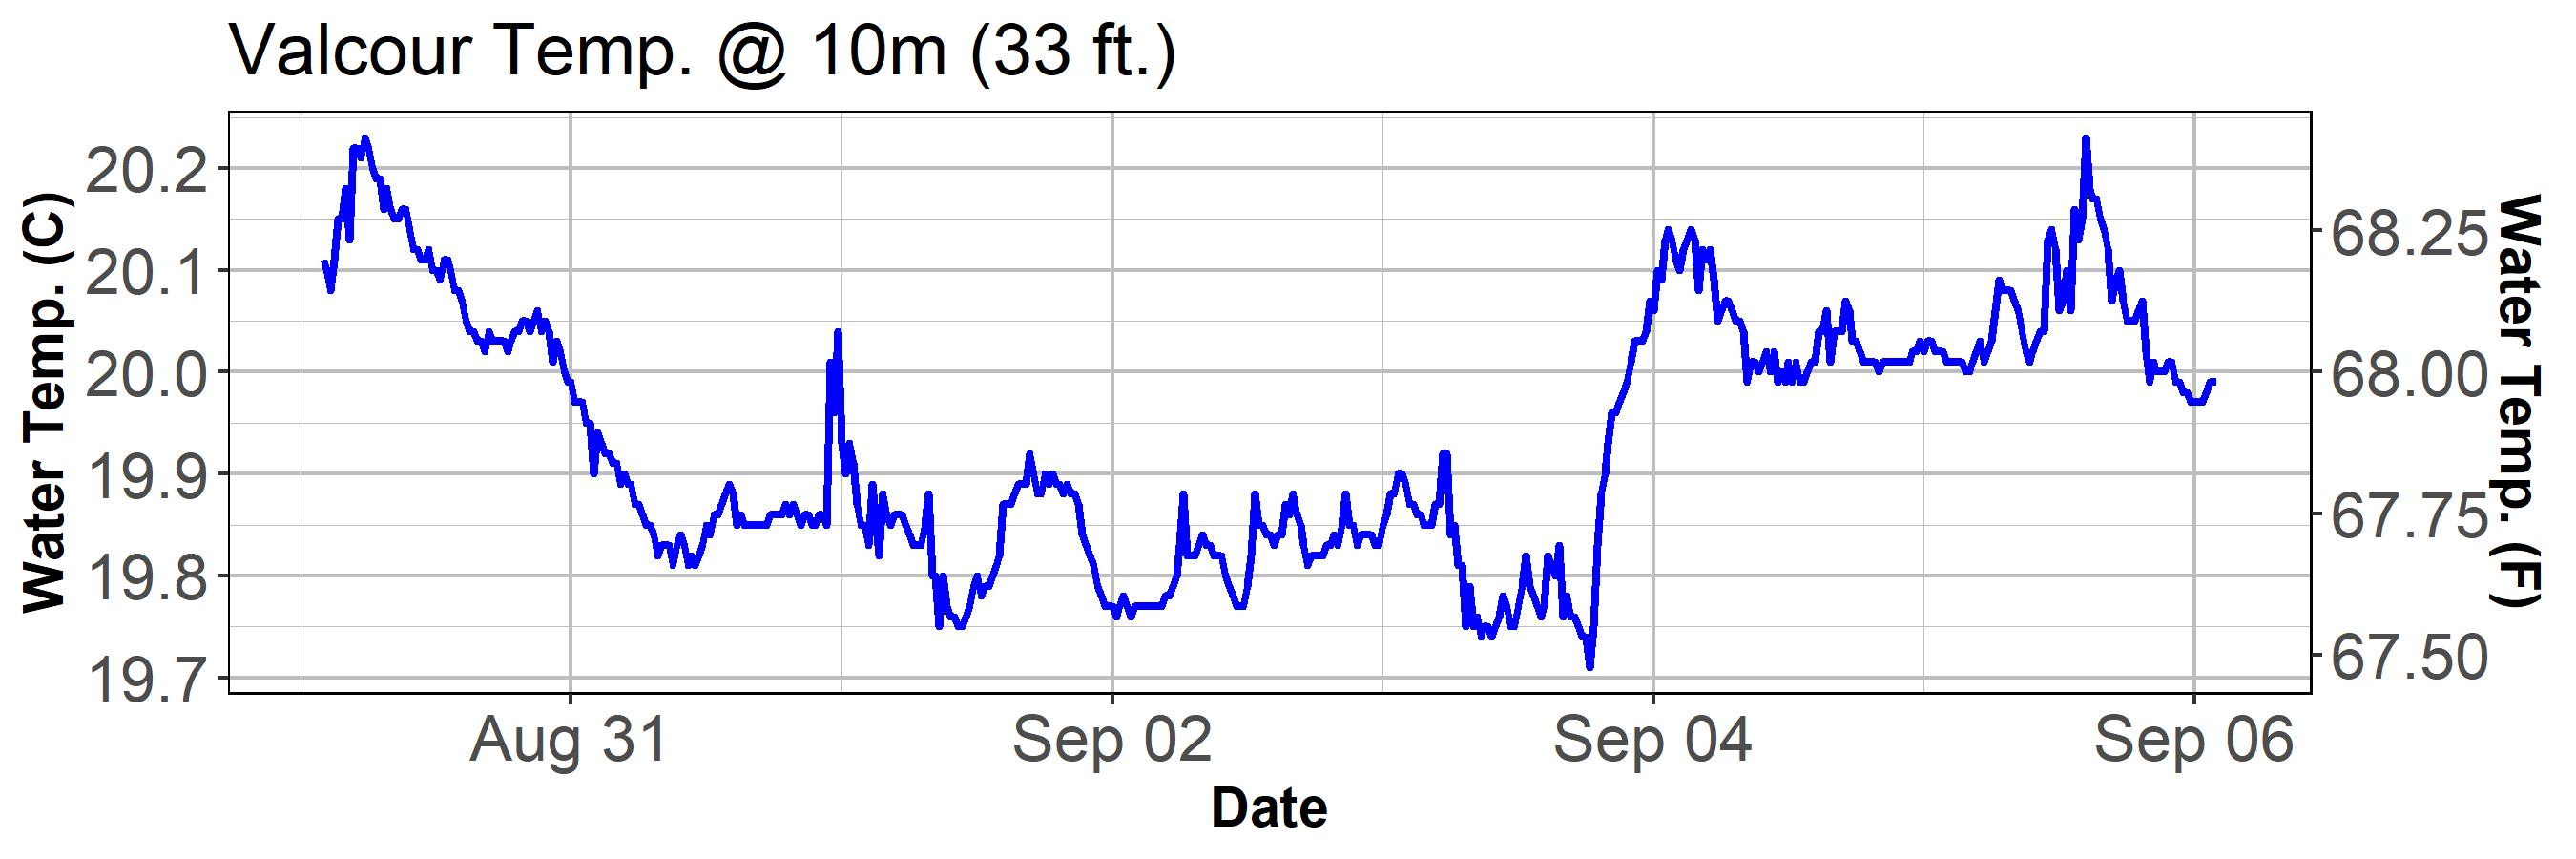 Valcour Temp. @ 10m (33 ft.)
Water Temp. (C)
20.2
20.1
20.0
19.9
19.8
19.7
68.25
68.00
67.75
67.50
Water Temp. (F)
Aug 31
Sep 02
Sep 04
Sep 06
Date